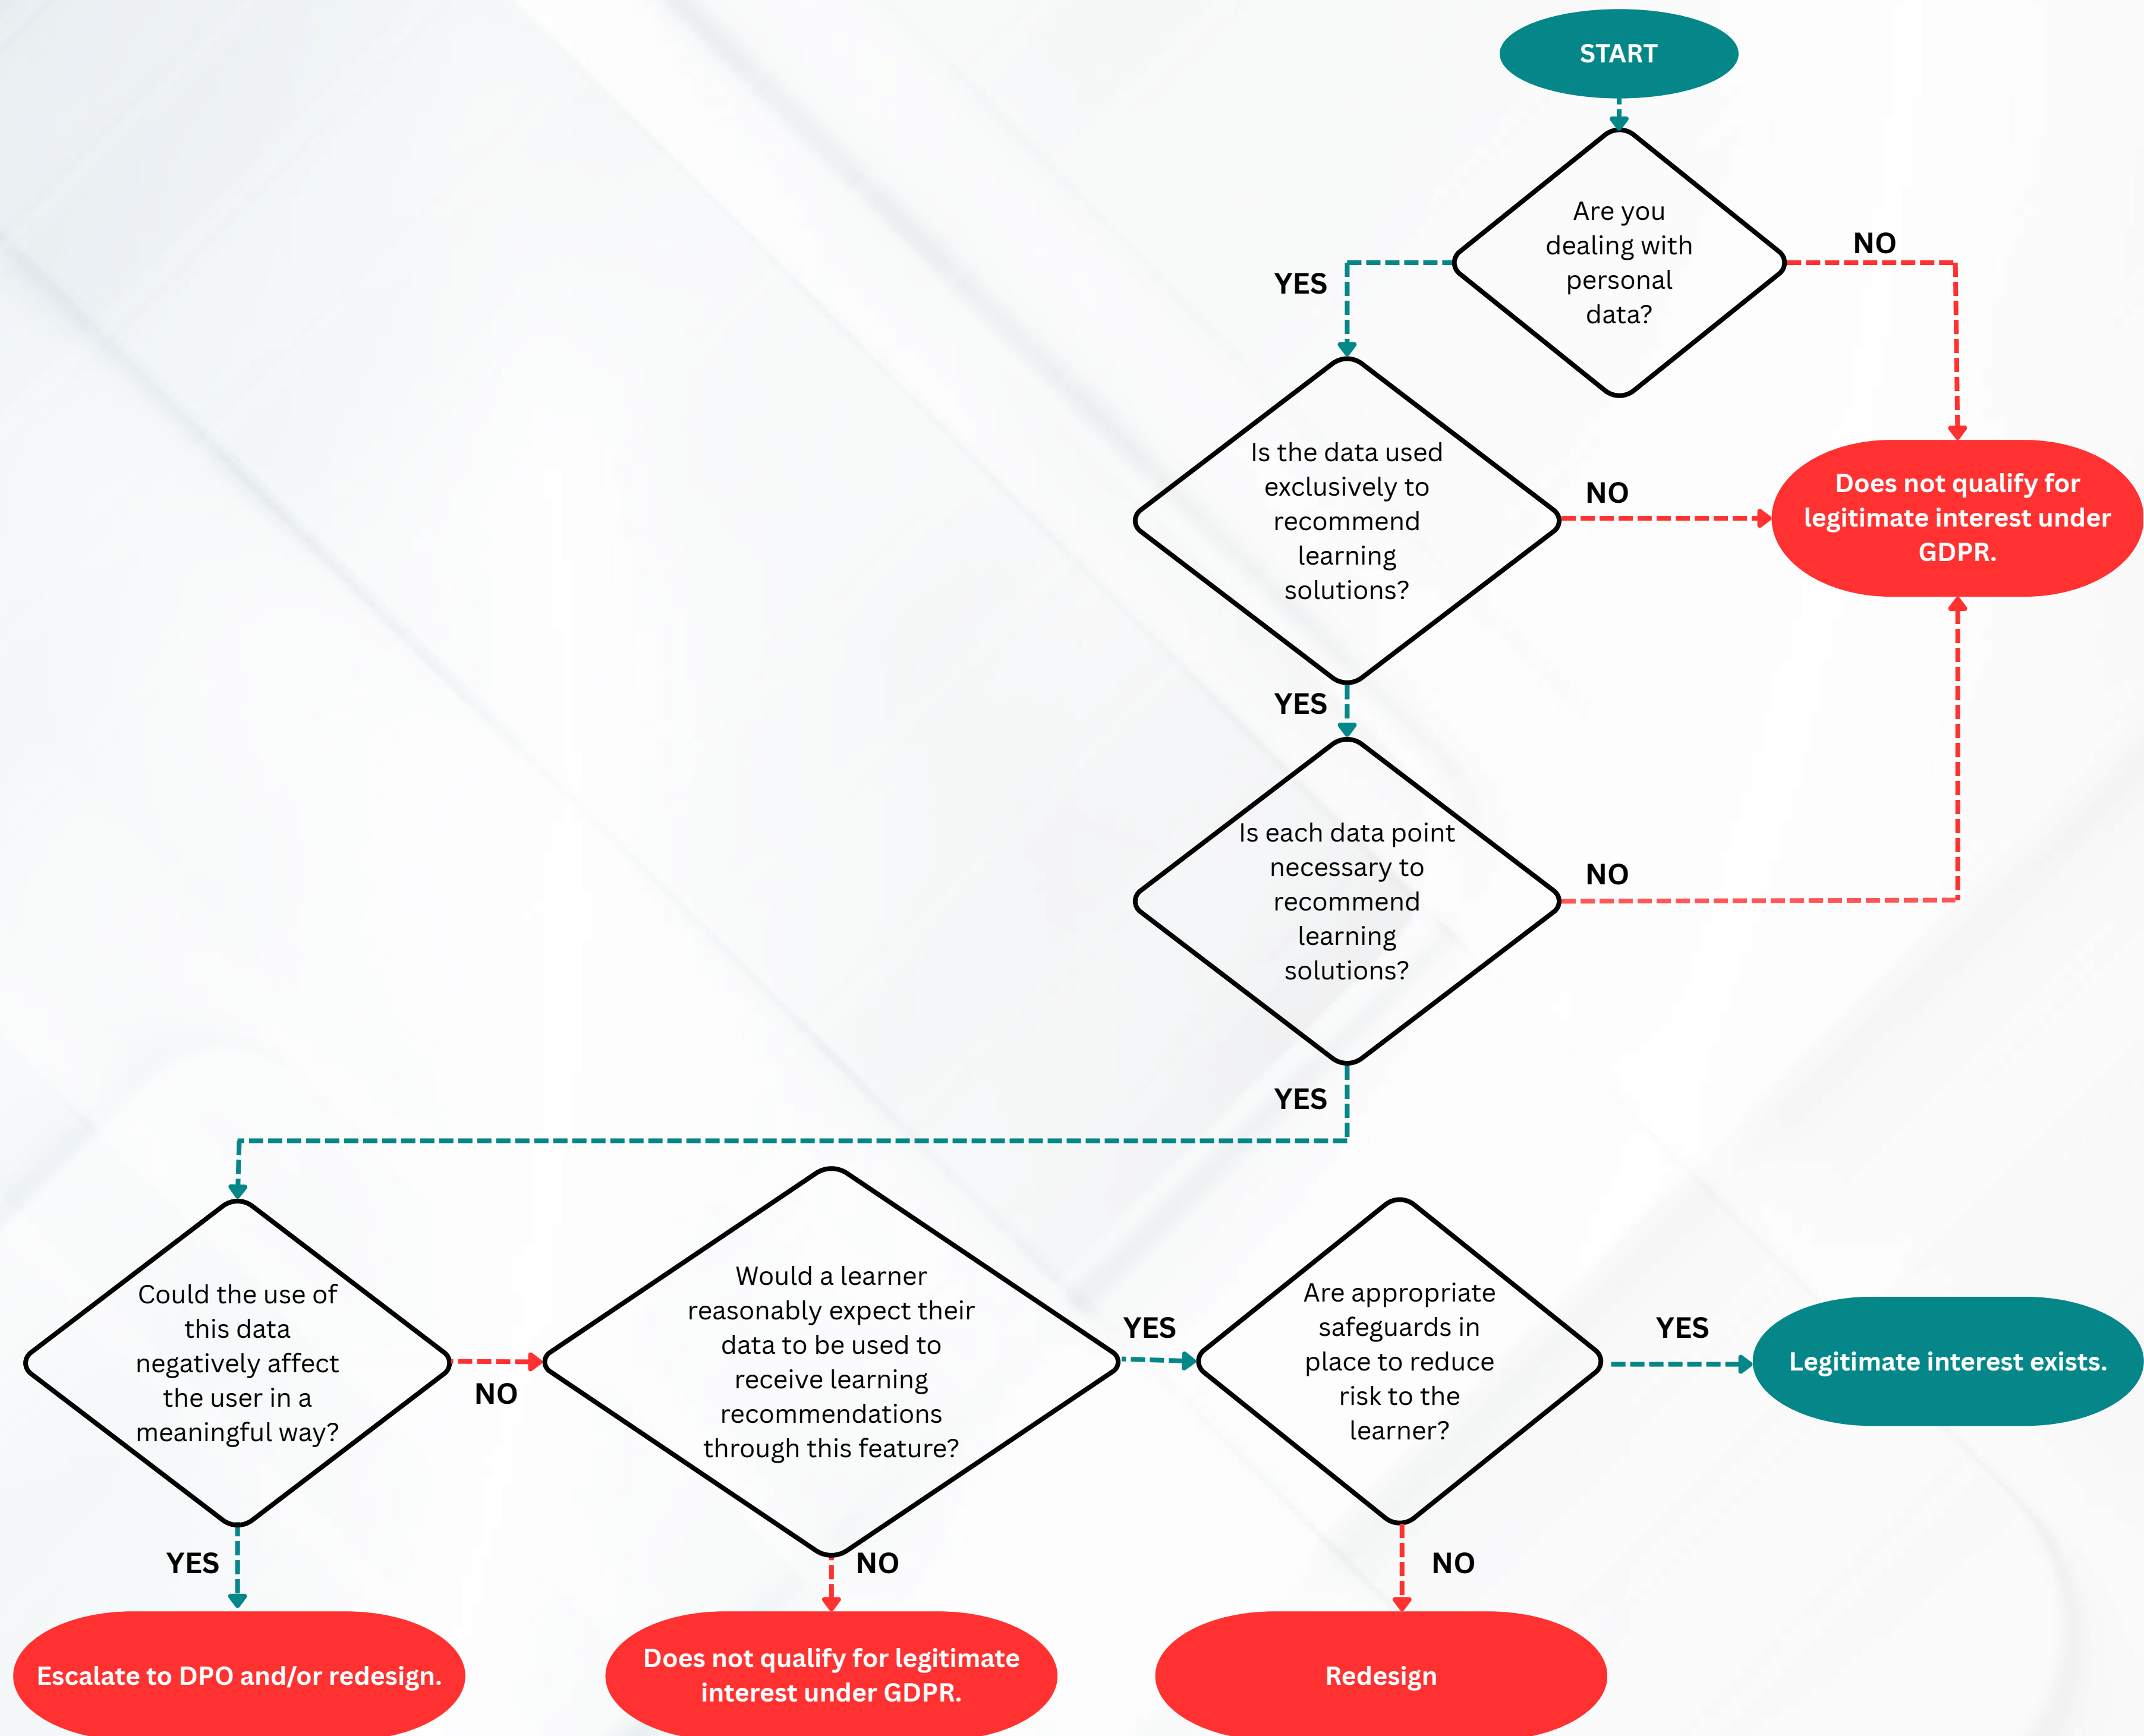 START
Are you
dealing with
personal
data?
NO
YES
Is the data used
exclusively to
recommend
learning
solutions?
NO
Does not qualify for
legitimate interest under
GDPR.
YES
Is each data point
necessary to
recommend
learning
solutions?
NO
YES
Could the use of
this data
negatively affect
the user in a
meaningful way?
NO
Would a learner
reasonably expect their
data to be used to
receive learning
recommendations
through this feature?
YES
Are appropriate
safeguards in
place to reduce
risk to the
learner?
YES
Legitimate interest exists.
YES
NO
NO
Escalate to DPO and/or redesign.
Does not qualify for legitimate
interest under GDPR.
Redesign